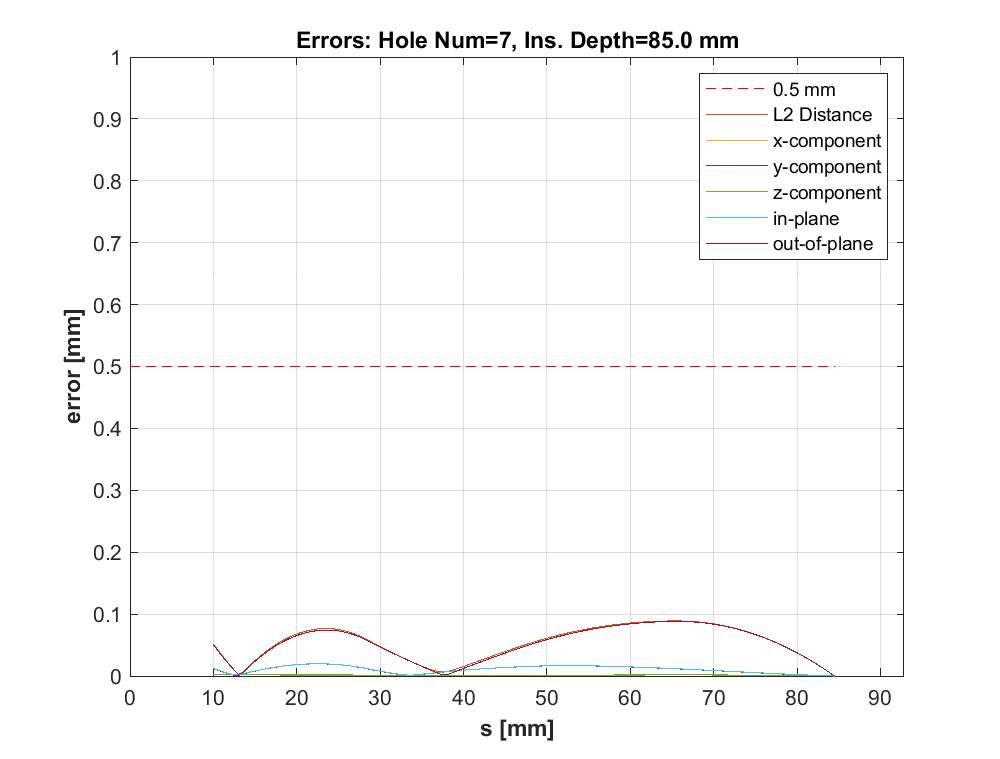 Errors: Hole Num=7, Ins. Depth=85.0 mm
1
0.9
0.8
0.7
0.6
0.5
0.4
0.3
0.2
0.1
0
error [mm]
0.5 mm
L2 Distance
x-component
y-component
z-component
in-plane
out-of-plane
0 10 20 30 40 50 60 70 80 90
s [mm]